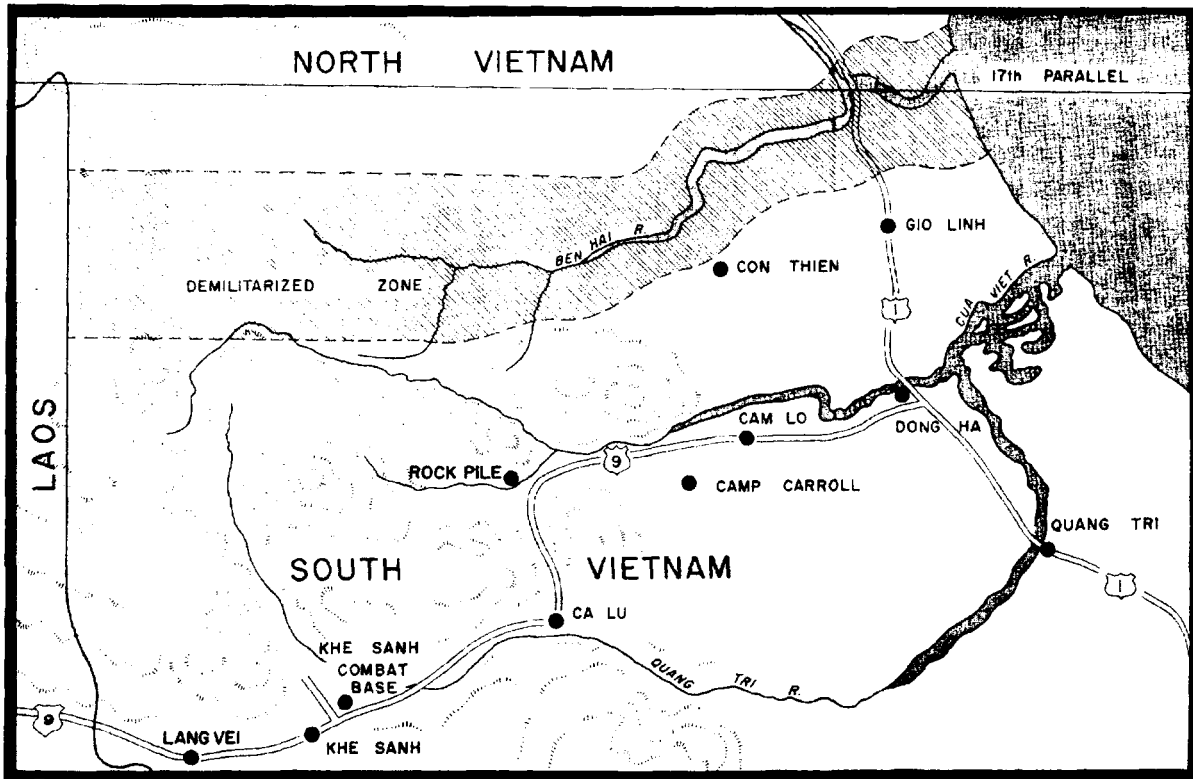 NORTH VIETNAM
17th PARALLEL
GIO LINH
BEN HAI R.
CON THIEN
DEMILITARIZED ZONE
CUA VIET R.
1
LAOS
CAM LO
DONG HA
9
ROCK PILE
CAMP CARROLL
QUANG TRI
SOUTH VIETNAM
1
CA LU
KHE SANH
COMBAT
BASE
QUANG TRI R.
9
LANG VEI
KHE SANH